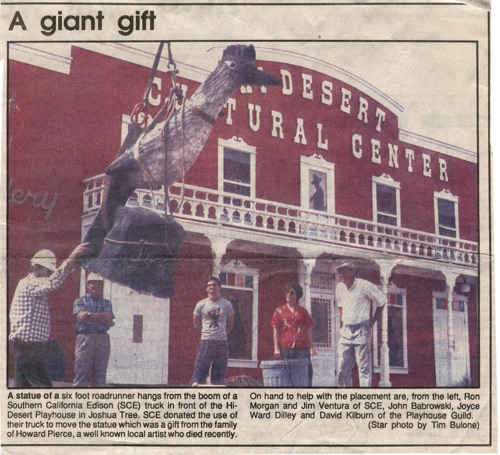 A giant gift
DESERT
TURAL CENTER
ery
A statue of a six foot roadrunner hangs from the boom of a
Southern California Edison (SCE) truck in front of the Hi-
Desert Playhouse in Joshua Tree. SCE donated the use of
their truck to move the statue which was a gift from the family
of Howard Pierce, a well known local artist who died recently.
On hand to help with the placement are, from the left, Ron
Morgan and Jim Ventura of SCE, John Babrowski, Joyce
Ward Dilley and David Kilburn of the Playhouse Guild.
(Star photo by Tim Bulone)